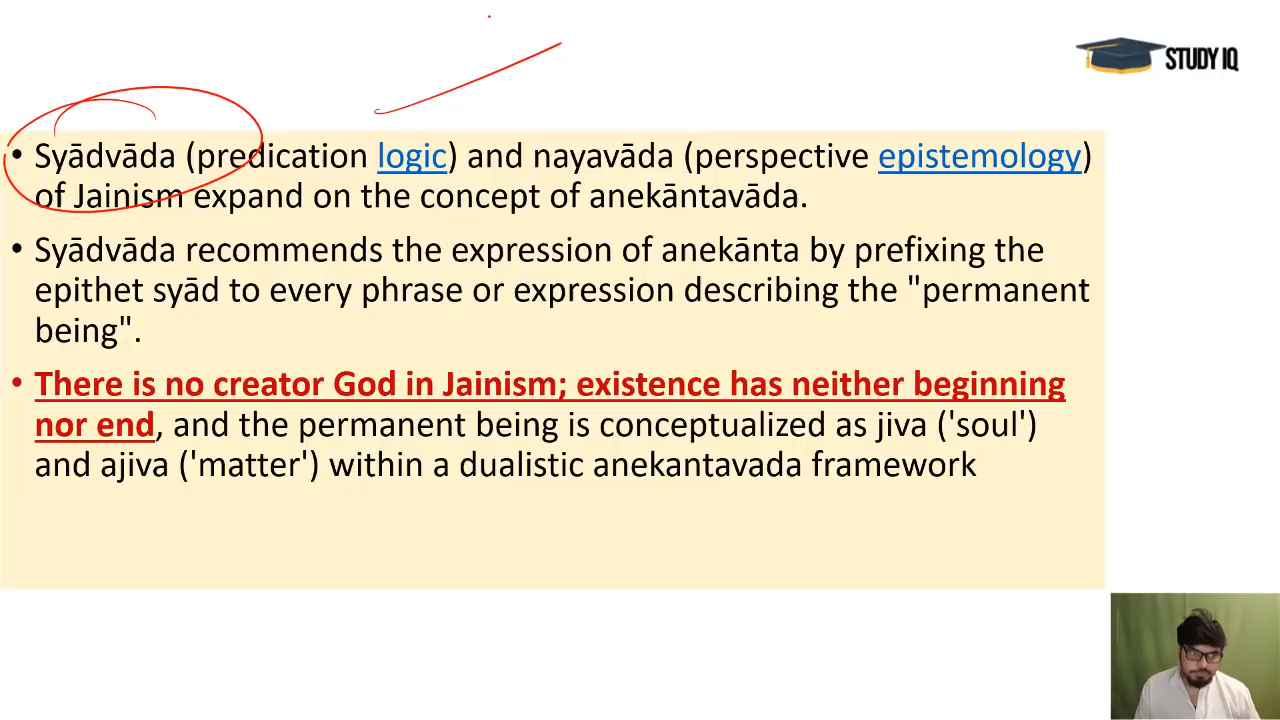 STUDY IQ
• Syādvāda (predication logic) and nayavāda (perspective epistemology)
of Jainism expand on the concept of anekāntavāda.
• Syādvāda recommends the expression of anekānta by prefixing the
epithet syād to every phrase or expression describing the "permanent
being".
• There is no creator God in Jainism; existence has neither beginning
nor end, and the permanent being is conceptualized as jiva ('soul')
and ajiva ('matter') within a dualistic anekantavada framework